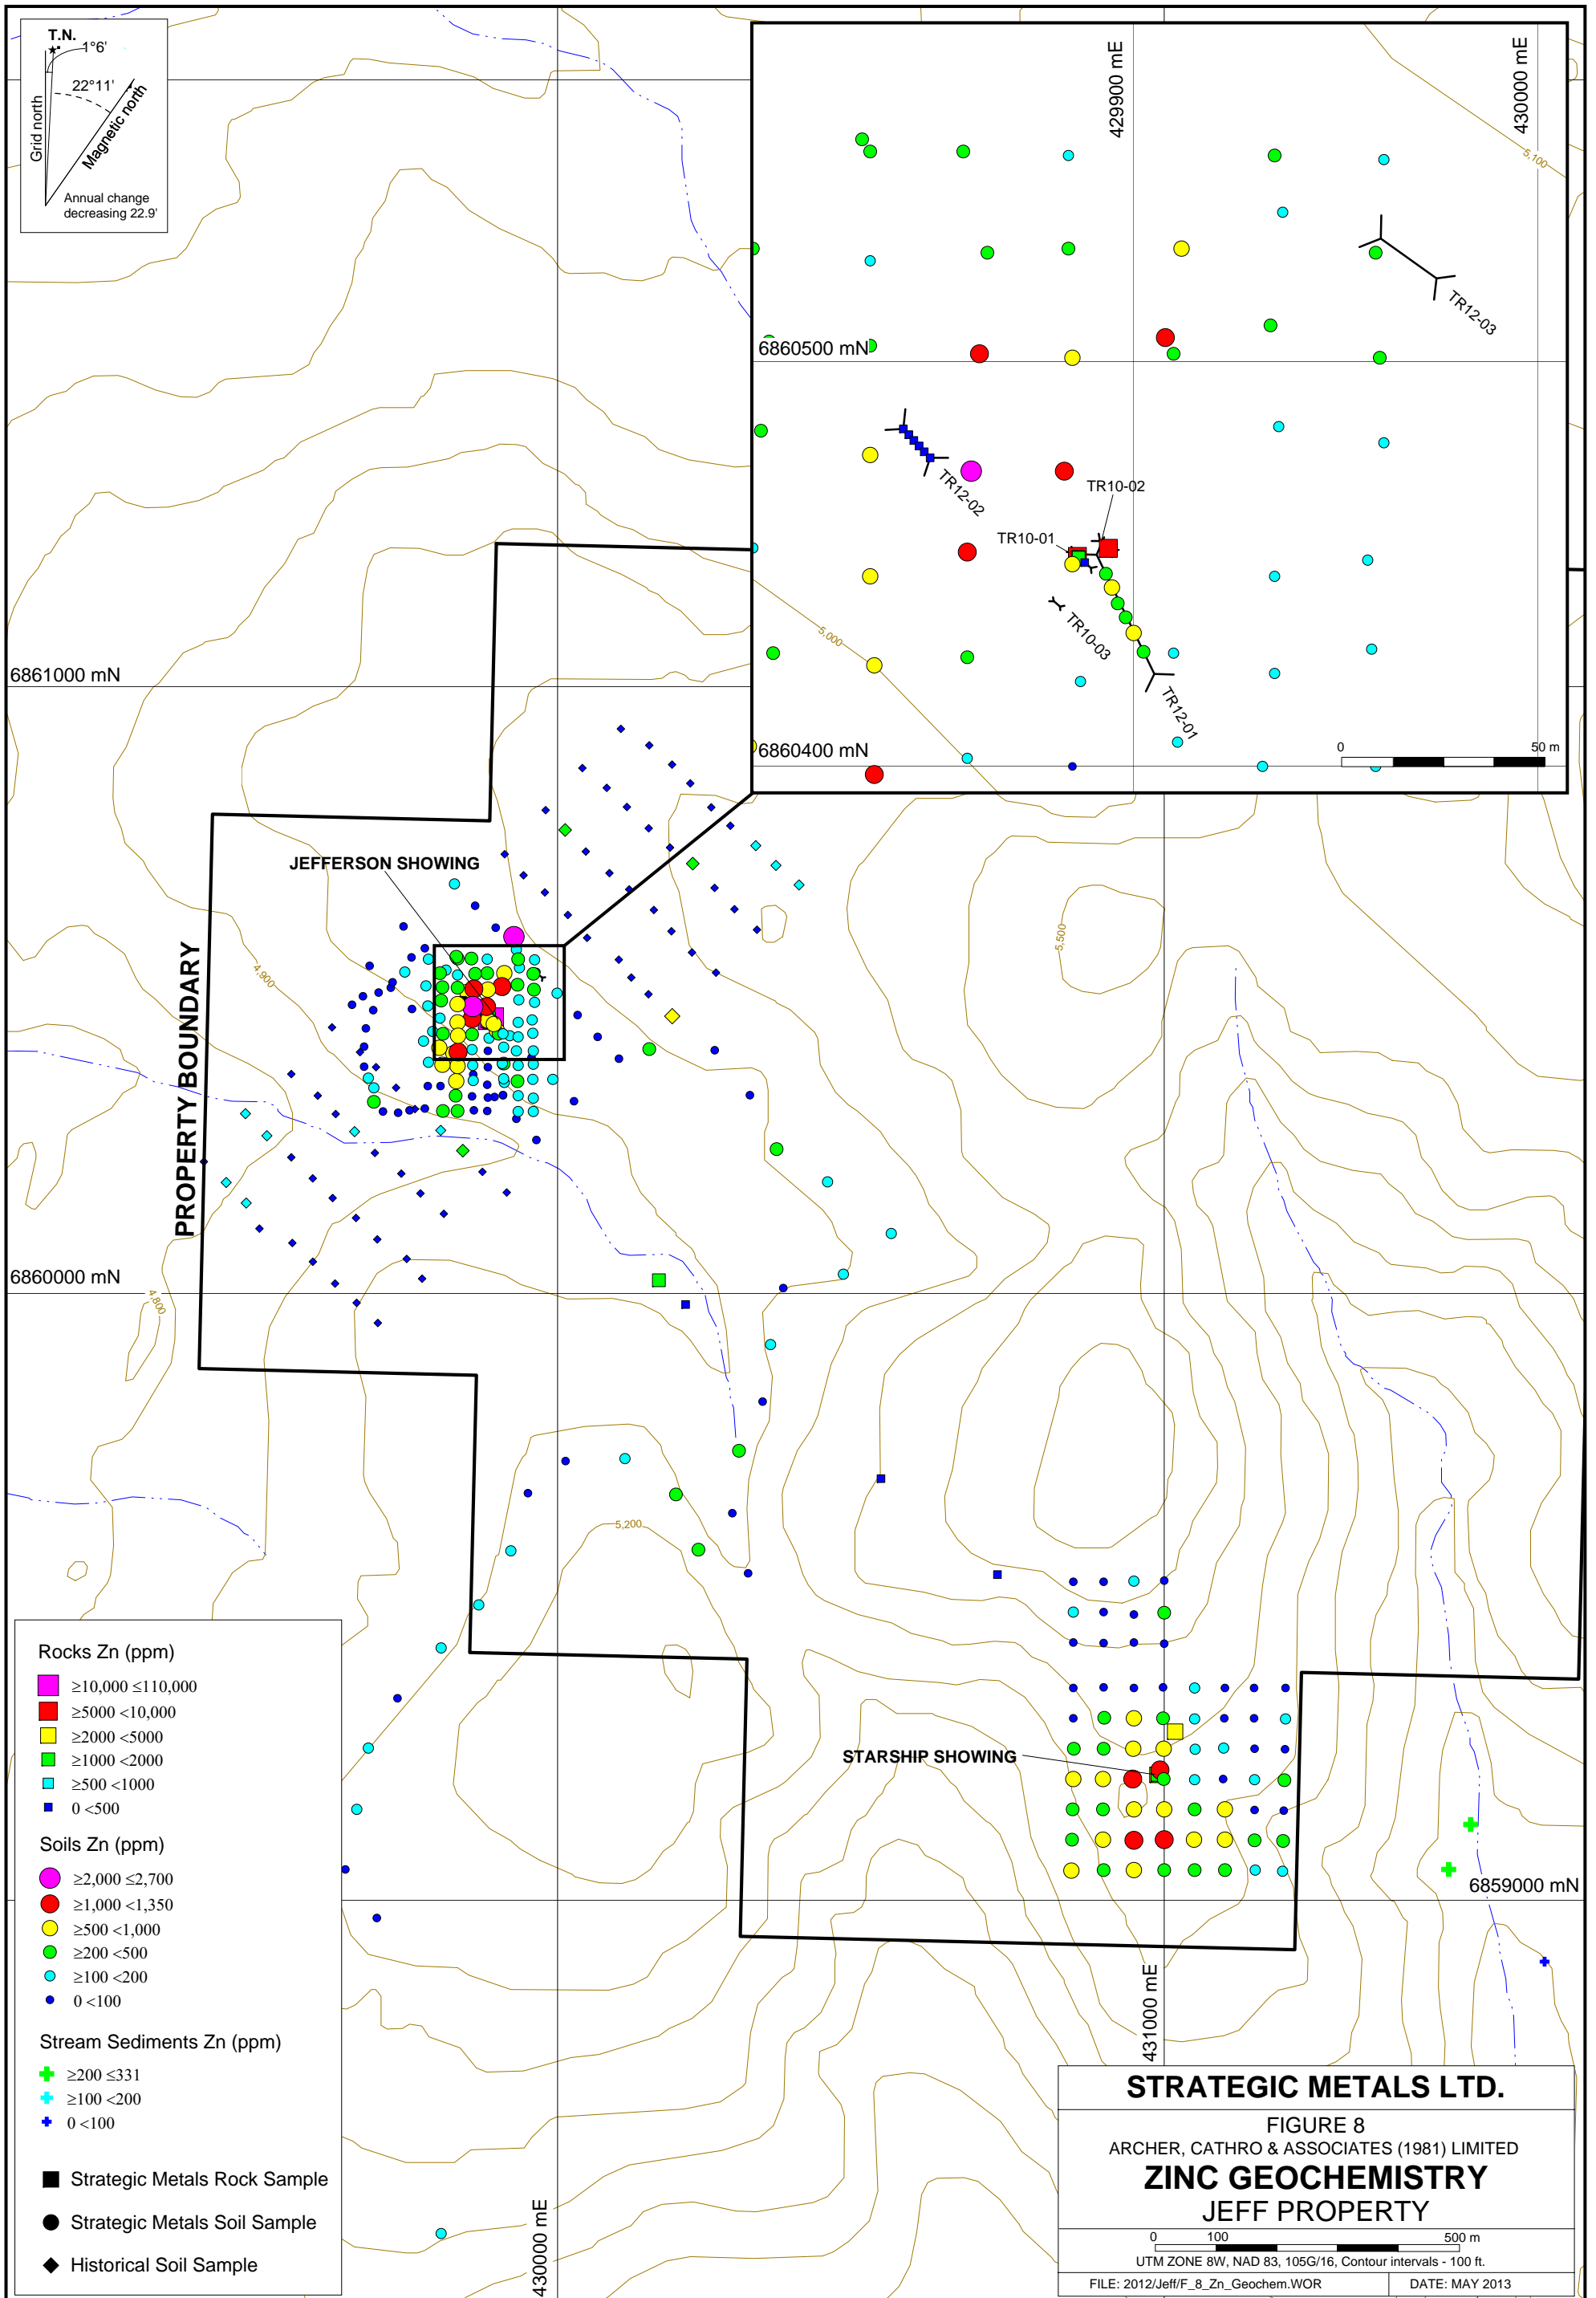 T.N.
1°6'
22°11'
Grid north
Magnetic north
Annual change
decreasing 22.9'
429900 mE
430000 mE
5,100
TR12-03
6860500 mN
TR12-02
TR10-02
TR10-01
TR10-03
5,000
TR12-01
6860400 mN
0 50 m
6861000 mN
JEFFERSON SHOWING
5,500
4,900
PROPERTY BOUNDARY
6860000 mN
4,800
5,200
STARSHIP SHOWING
6859000 mN
431000 mE
430000 mE
Rocks Zn (ppm)
≥10,000 ≤110,000
≥5000 <10,000
≥2000 <5000
≥1000 <2000
≥500 <1000
0 <500
Soils Zn (ppm)
≥2,000 ≤2,700
≥1,000 <1,350
≥500 <1,000
≥200 <500
≥100 <200
0 <100
Stream Sediments Zn (ppm)
≥200 ≤331
≥100 <200
0 <100
Strategic Metals Rock Sample
Strategic Metals Soil Sample
Historical Soil Sample
STRATEGIC METALS LTD.
FIGURE 8
ARCHER, CATHRO & ASSOCIATES (1981) LIMITED
ZINC GEOCHEMISTRY
JEFF PROPERTY
0 100 500 m
UTM ZONE 8W, NAD 83, 105G/16, Contour intervals - 100 ft.
FILE: 2012/Jeff/F_8_Zn_Geochem.WOR
DATE: MAY 2013